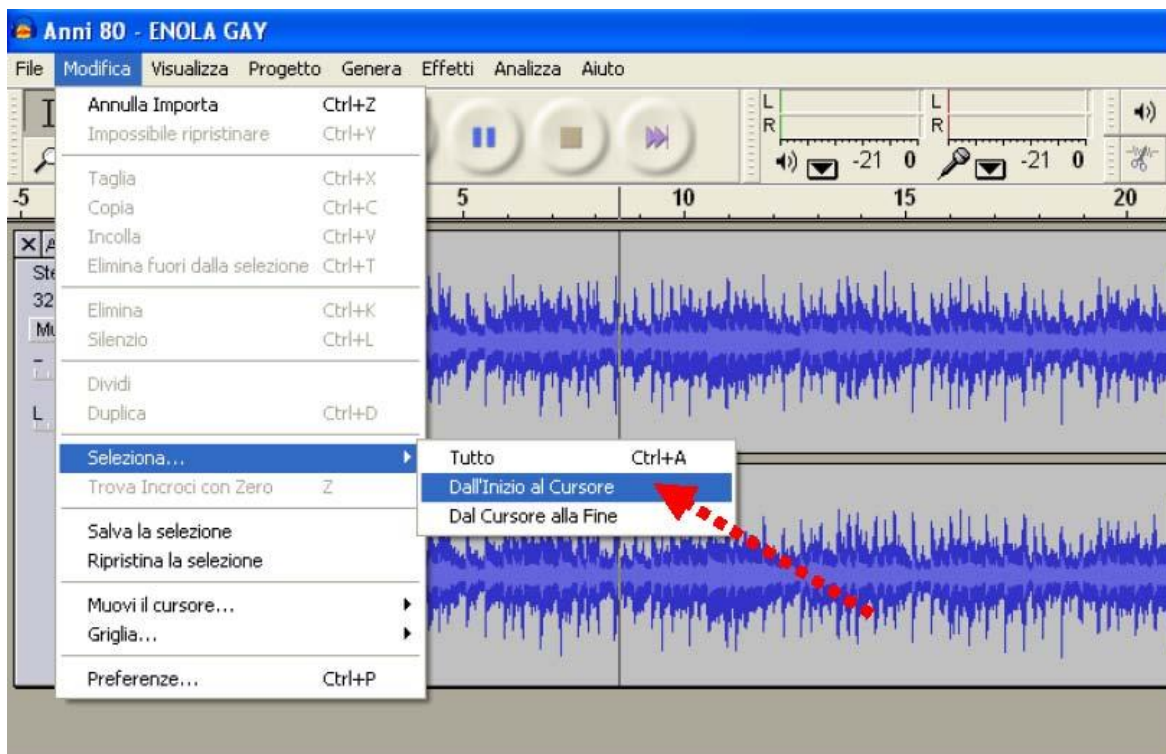 Anni 80 - ENOLA GAY
File Modifica Visualizza Progetto Genera Effetti Analizza Aiuto
Annulla Importa Ctrl+Z
Impossibile ripristinare Ctrl+Y
Taglia Ctrl+X
Copia Ctrl+C
Incolla Ctrl+V
Elimina fuori dalla selezione Ctrl+T
Elimina Ctrl+K
Silenzio Ctrl+L
Dividi
Duplica Ctrl+D
Seleziona...
Trova Incroci con Zero Z
Salva la selezione
Ripristina la selezione
Muovi il cursore...
Griglia...
Preferenze... Ctrl+P
Tutto Ctrl+A
Dall'Inizio al Cursore
Dal Cursore alla Fine
L
R
-21 0
L
R
-21 0
-5 5 10 15 20
32
L